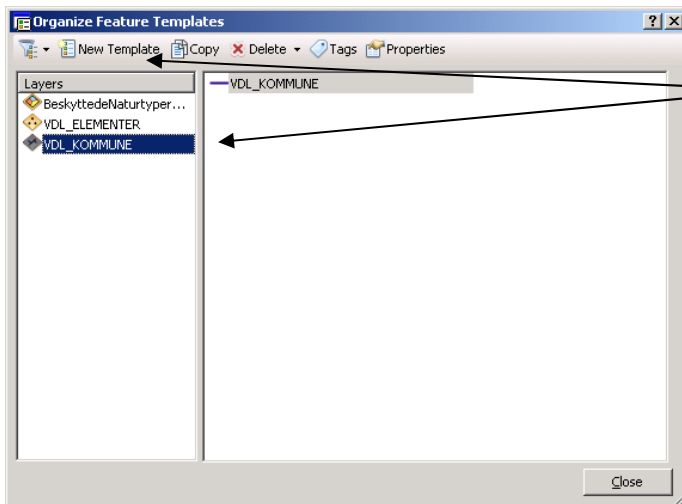 Organize Feature Templates
New Template Copy Delete Tags Properties
Layers
BeskyttedeNaturtyper...
VDL_ELEMENTER
VDL_KOMMUNE
VDL_KOMMUNE
Close